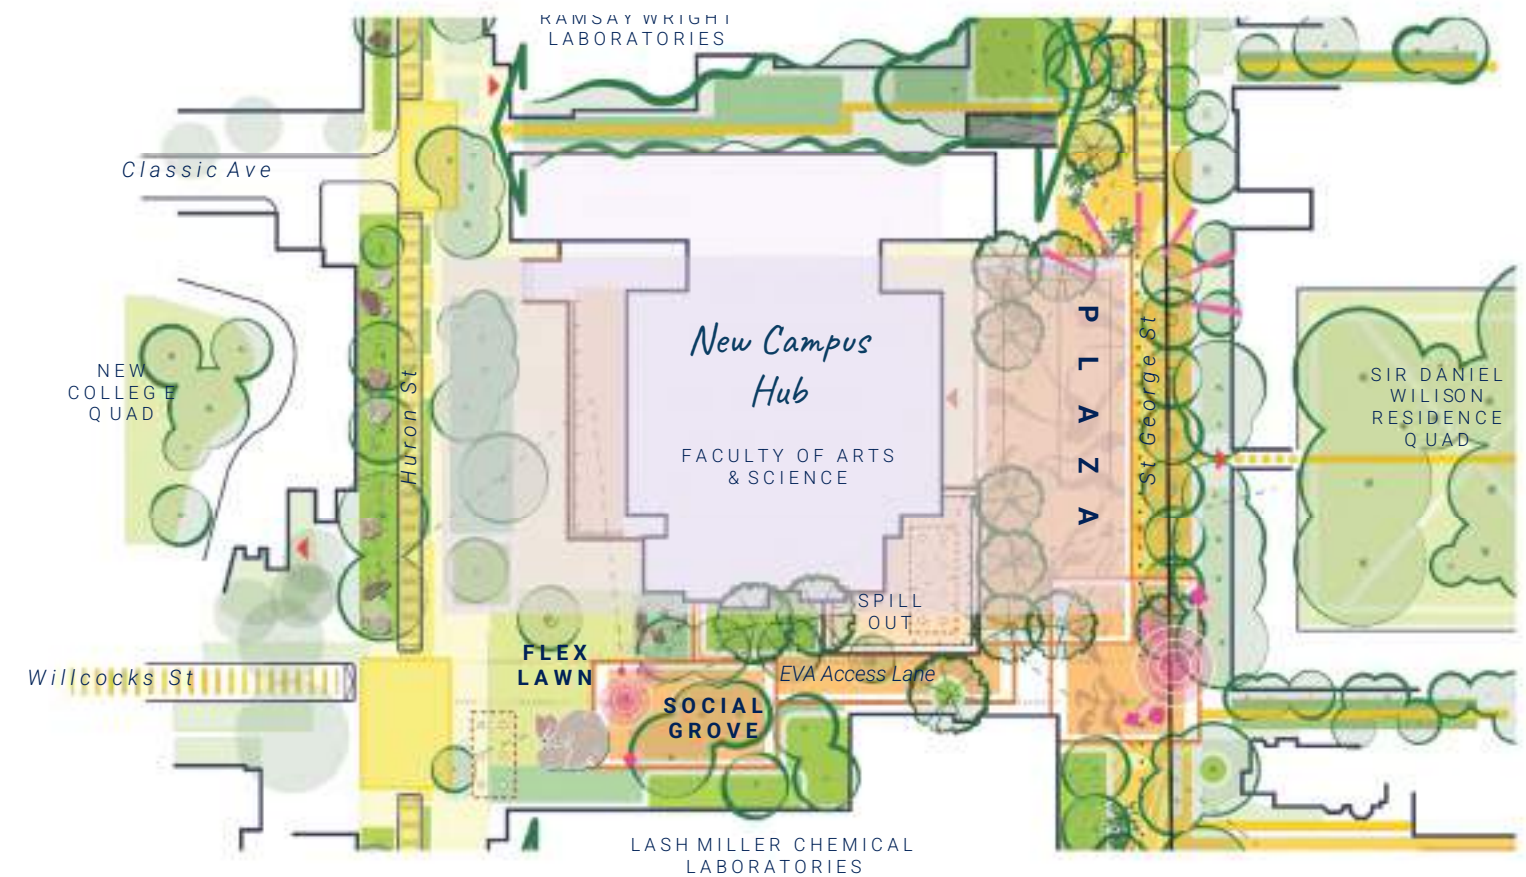 RAMSAY WRIGHT
LABORATORIES
Classic Ave
New Campus
Hub
FACULTY OF ARTS
& SCIENCE
PLAZA
St George St
Huron St
NEW
COLLEGE
QUAD
SIR DANIEL
WILISON
RESIDENCE
QUAD
SPILL
OUT
FLEX
LAWN
EVA Access Lane
Willcocks St
SOCIAL
GROVE
LASH MILLER CHEMICAL
LABORATORIES